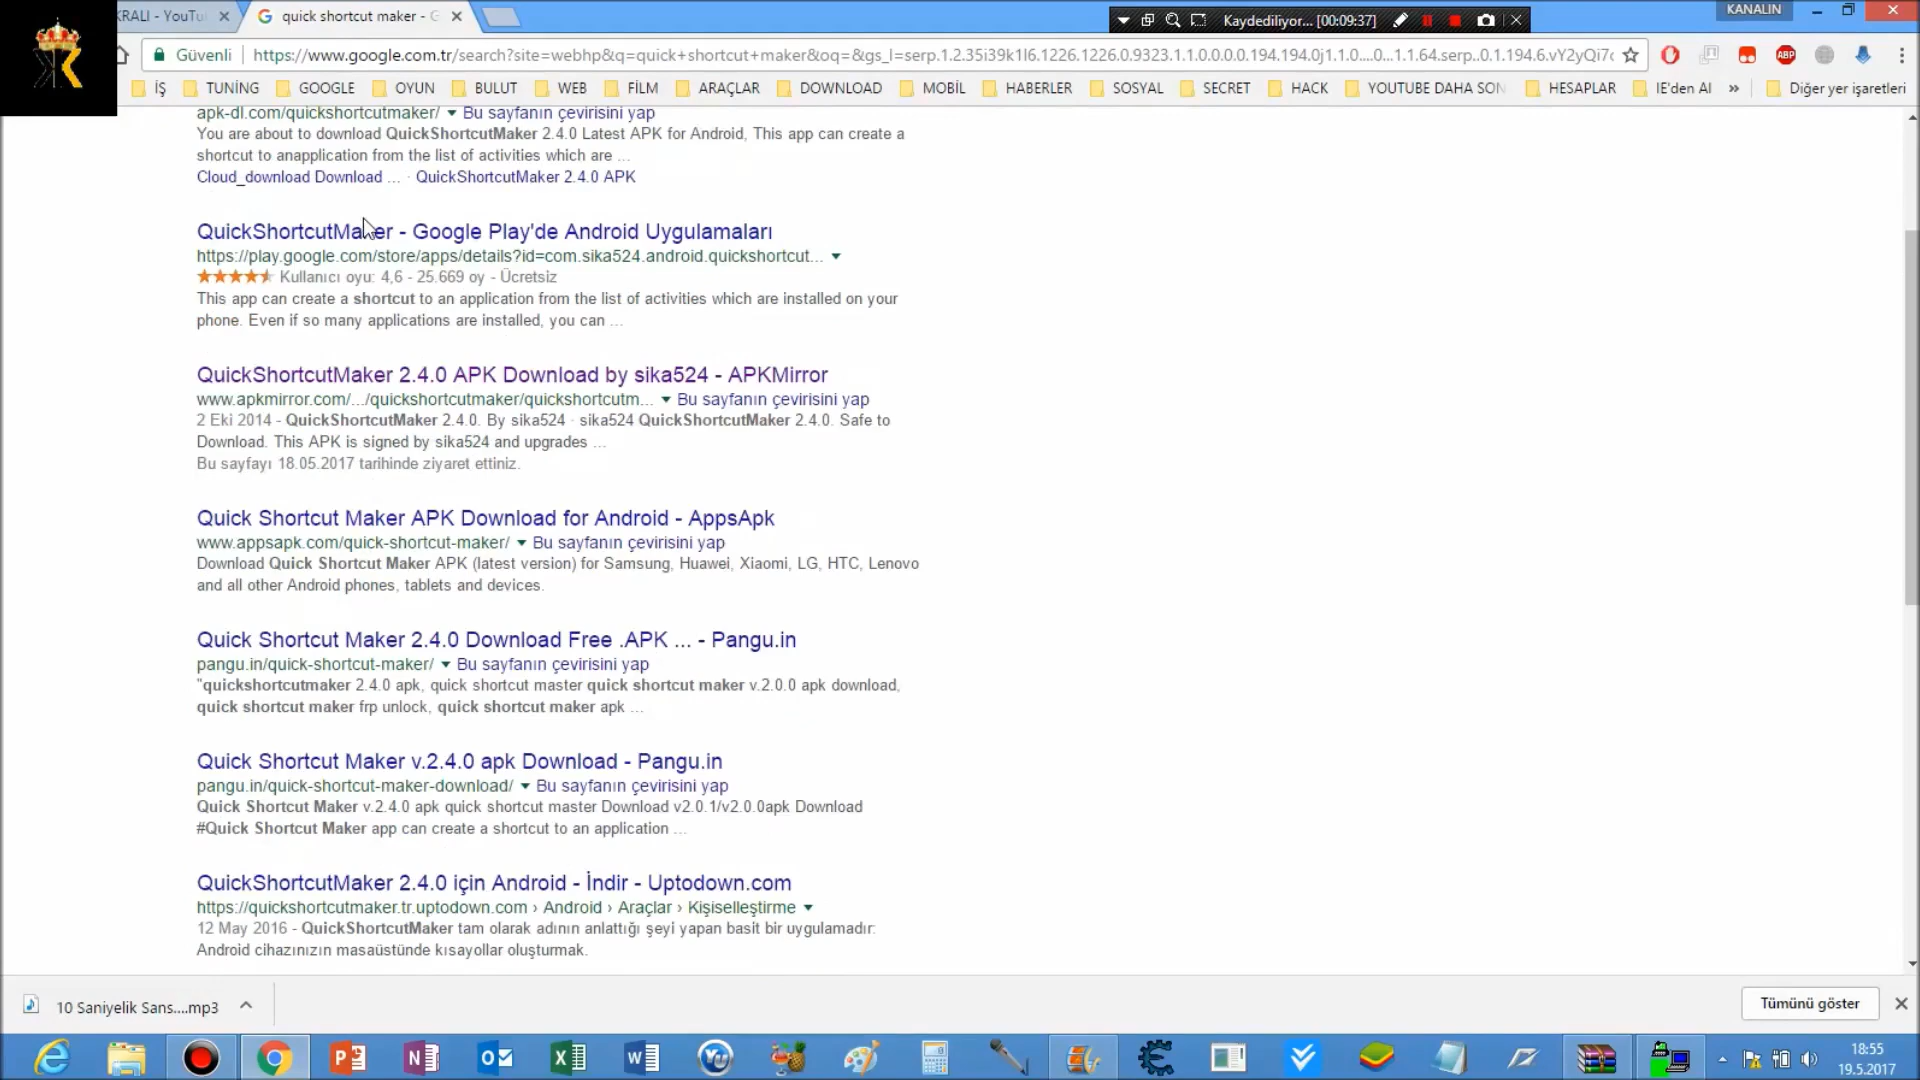 KRALI - YouTu
quick shortcut maker - G
Kaydediliyor... [00:09:37]
KANALIN
Güvenli
https://www.google.com.tr/search?site=webhp&q=quick+shortcut+maker&oq=&gs_l=serp.1.2.35i39k1l6.1226.1226.0.9323.1.1.0.0.0.0.194.194.0j1.1.0....0...1.1.64.serp..0.1.194.6.vY2yQi7c
ABP
İŞ TUNİNG GOOGLE OYUN BULUT WEB FİLM ARAÇLAR DOWNLOAD MOBİL HABERLER SOSYAL SECRET HACK YOUTUBE DAHA SON HESAPLAR IE'den Al » Diğer yer işaretleri
apk-dl.com/quickshortcutmaker/ Bu sayfanın çevirisini yap
You are about to download QuickShortcutMaker 2.4.0 Latest APK for Android, This app can create a
shortcut to anapplication from the list of activities which are ...
Cloud_download Download ... · QuickShortcutMaker 2.4.0 APK
QuickShortcutMaker - Google Play'de Android Uygulamaları
https://play.google.com/store/apps/details?id=com.sika524.android.quickshortcut...
Kullanıcı oyu: 4,6 - 25.669 oy - Ücretsiz
This app can create a shortcut to an application from the list of activities which are installed on your
phone. Even if so many applications are installed, you can ...
QuickShortcutMaker 2.4.0 APK Download by sika524 - APKMirror
www.apkmirror.com/.../quickshortcutmaker/quickshortcutm... Bu sayfanın çevirisini yap
2 Eki 2014 - QuickShortcutMaker 2.4.0. By sika524 · sika524 QuickShortcutMaker 2.4.0. Safe to
Download. This APK is signed by sika524 and upgrades ...
Bu sayfayı 18.05.2017 tarihinde ziyaret ettiniz.
Quick Shortcut Maker APK Download for Android - AppsApk
www.appsapk.com/quick-shortcut-maker/ Bu sayfanın çevirisini yap
Download Quick Shortcut Maker APK (latest version) for Samsung, Huawei, Xiaomi, LG, HTC, Lenovo
and all other Android phones, tablets and devices.
Quick Shortcut Maker 2.4.0 Download Free .APK ... - Pangu.in
pangu.in/quick-shortcut-maker/ Bu sayfanın çevirisini yap
"quickshortcutmaker 2.4.0 apk, quick shortcut master quick shortcut maker v.2.0.0 apk download,
quick shortcut maker frp unlock, quick shortcut maker apk ...
Quick Shortcut Maker v.2.4.0 apk Download - Pangu.in
pangu.in/quick-shortcut-maker-download/ Bu sayfanın çevirisini yap
Quick Shortcut Maker v.2.4.0 apk quick shortcut master Download v2.0.1/v2.0.0apk Download
#Quick Shortcut Maker app can create a shortcut to an application ...
QuickShortcutMaker 2.4.0 için Android - İndir - Uptodown.com
https://quickshortcutmaker.tr.uptodown.com › Android › Araçlar › Kişiselleştirme
12 May 2016 - QuickShortcutMaker tam olarak adının anlattığı şeyi yapan basit bir uygulamadır:
Android cihazınızın masaüstünde kısayollar oluşturmak.
10 Saniyelik Sans....mp3
Tümünü göster
18:55
19.5.2017